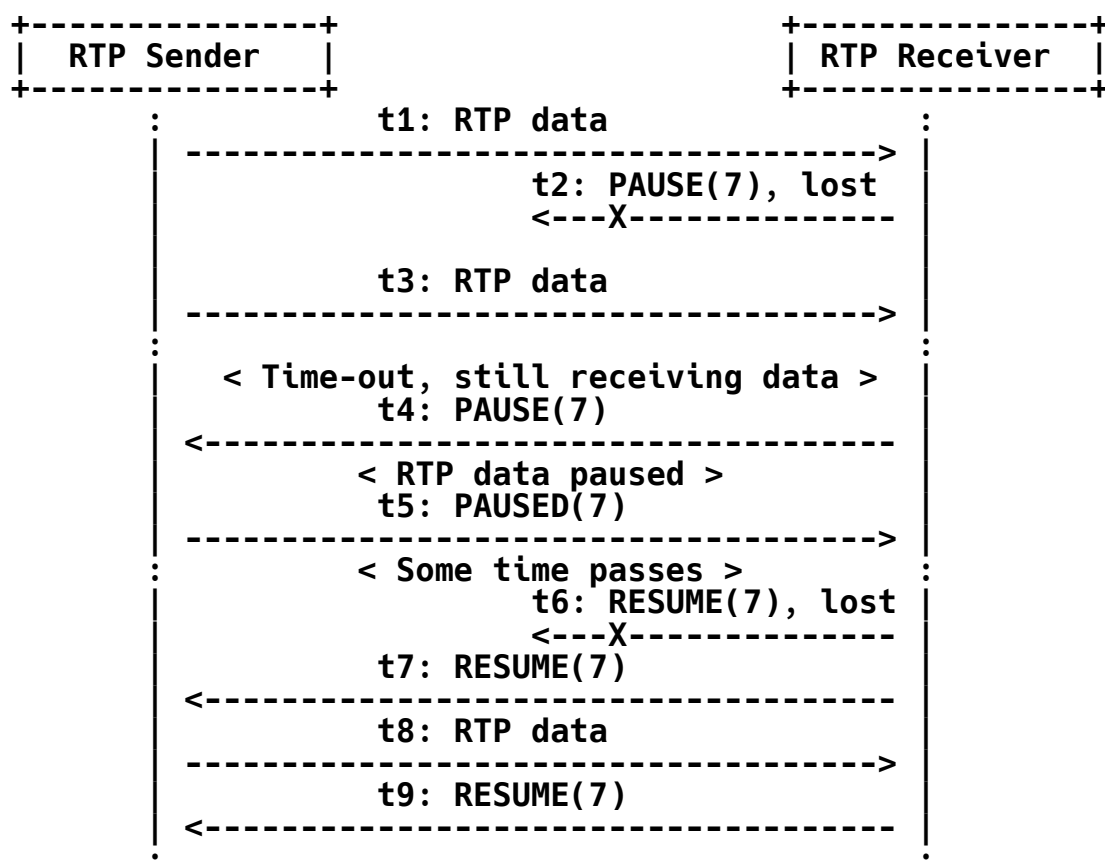 +---------------+                       +---------------+
|  RTP Sender   |                       | RTP Receiver  |
+---------------+                       +---------------+
       :           t1: RTP data                :
       | ------------------------------------> |
       |                   t2: PAUSE(7), lost  |
       |                   <---X-------------- |
       |                                       |
       |           t3: RTP data                |
       | ------------------------------------> |
       :                                       :
       |   < Time-out, still receiving data >  |
       |           t4: PAUSE(7)                |
       | <------------------------------------ |
       |          < RTP data paused >          |
       |           t5: PAUSED(7)               |
       | ------------------------------------> |
       :          < Some time passes >         :
       |                   t6: RESUME(7), lost |
       |                   <---X-------------- |
       |           t7: RESUME(7)               |
       | <------------------------------------ |
       |           t8: RTP data                |
       | ------------------------------------> |
       |           t9: RESUME(7)               |
       | <------------------------------------ |
       :                                       :